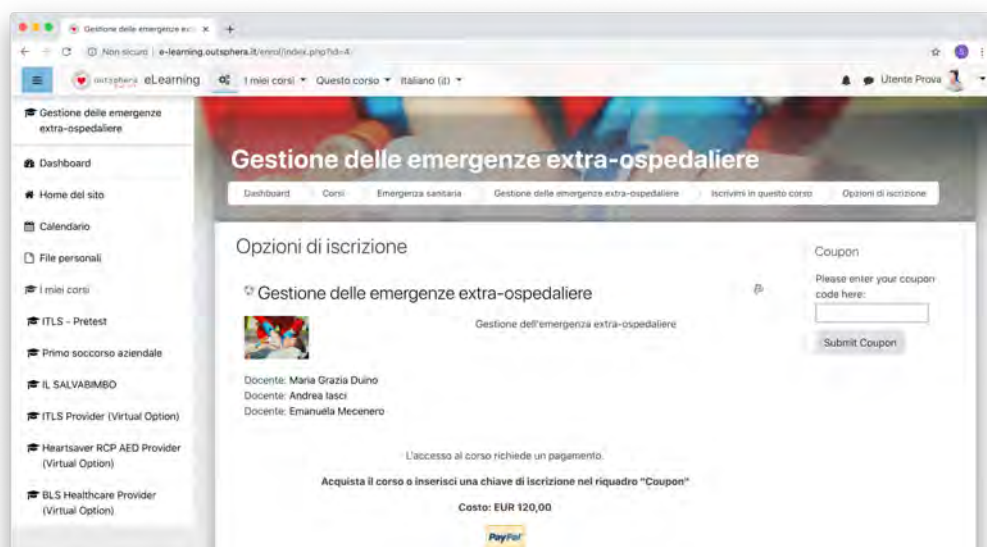 Gestione delle emergenze ext
Non sicuro | e-learning.outsphera.it/enrol/index.php?id=4
outsphera eLearning
I miei corsi
Questo corso
Italiano (it)
Utente Prova
Gestione delle emergenze
extra-ospedaliere
Dashboard
Home del sito
Calendario
File personali
I miei corsi
ITLS - Pretest
Primo soccorso aziendale
IL SALVABIMBO
ITLS Provider (Virtual Option)
Heartsaver RCP AED Provider
(Virtual Option)
BLS Healthcare Provider
(Virtual Option)
Gestione delle emergenze extra-ospedaliere
Dashboard
Corsi
Emergenza sanitaria
Gestione delle emergenze extra-ospedaliere
Iscriviti in questo corso
Opzioni di iscrizione
Opzioni di iscrizione
Gestione delle emergenze extra-ospedaliere
Gestione dell'emergenza extra-ospedaliere
Docente: Maria Grazia Duino
Docente: Andrea Iasci
Docente: Emanuela Mecenero
L'accesso al corso richiede un pagamento.
Acquista il corso o inserisci una chiave di iscrizione nel riquadro "Coupon"
Costo: EUR 120,00
PayPal
Coupon
Please enter your coupon
code here:
Submit Coupon